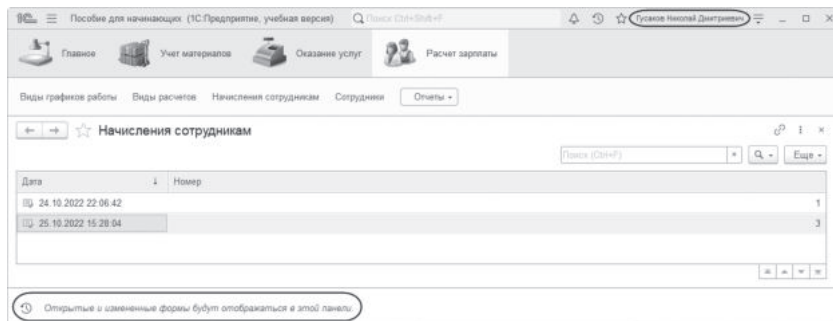 1С Пособие для начинающих (1С:Предприятие, учебная версия) Поиск Ctrl+Shift+F Гусаков Николай Дмитриевич
Главное Учет материалов Оказание услуг Расчет зарплаты
Виды графиков работы Виды расчетов Начисления сотрудникам Сотрудники Отчеты
Начисления сотрудникам
Поиск (Ctrl+F) Еще
Дата Номер
24.10.2022 22:06:42 1
25.10.2022 15:28:04 3
Открытые и измененные формы будут отображаться в этой панели.